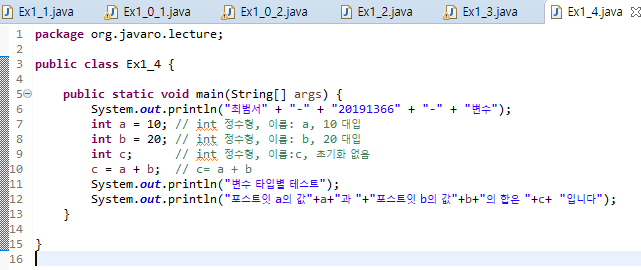 Ex1_1.java Ex1_0_1.java Ex1_0_2.java Ex1_2.java Ex1_3.java Ex1_4.java
1 package org.javaro.lecture;
2
3 public class Ex1_4 {
4
5 public static void main(String[] args) {
6 System.out.println("최범서" + "-" + "20191366" + "-" + "변수");
7 int a = 10; // int 정수형, 이름: a, 10 대입
8 int b = 20; // int 정수형, 이름: b, 20 대입
9 int c; // int 정수형, 이름:c, 초기화 없음
10 c = a + b; // c= a + b
11 System.out.println("변수 타입별 테스트");
12 System.out.println("포스트잇 a의 값"+a+"과 "+"포스트잇 b의 값"+b+"의 합은 "+c+ "입니다");
13 }
14
15 }
16